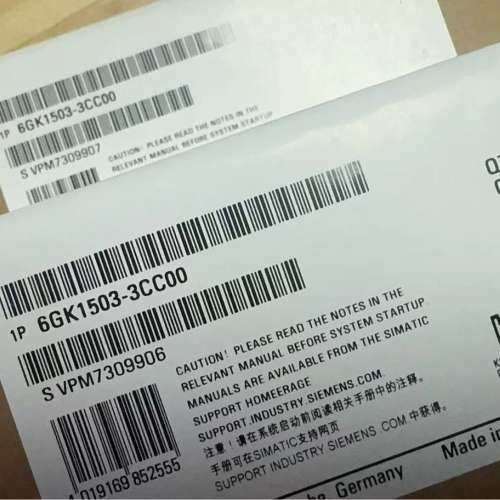 1P 6GK1503-3CC00
S VPM7309907
CAUTION! PLEASE READ THE NOTES IN THE
RELEVANT MANUAL BEFORE SYSTEM STARTUP
1P 6GK1503-3CC00
S VPM7309906
CAUTION! PLEASE READ THE NOTES IN THE
RELEVANT MANUAL BEFORE SYSTEM STARTUP.
MANUALS ARE AVAILABLE FROM THE SIMATIC
SUPPORT HOMERAGE
SUPPORT.INDUSTRY.SIEMENS.COM.
注意!请在系统启动前阅读相关手册中的注释。
手册可在SIMATIC支持网页
SUPPORT INDUSTRY SIEMENS .COM 中获得。
4 019169 852555
Germany
Made in